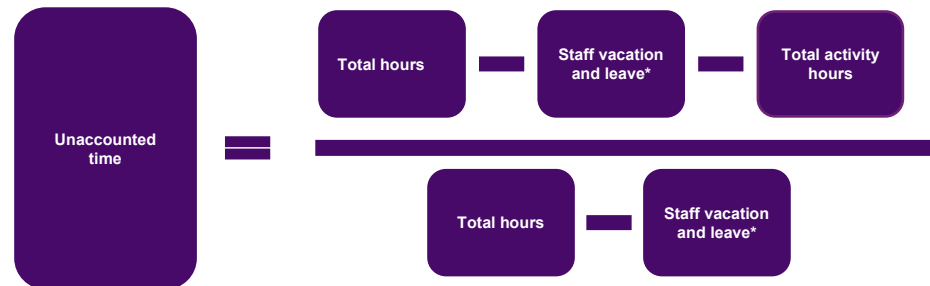 Unaccounted
time
Total hours
Staff vacation
and leave*
Total activity
hours
Total hours
Staff vacation
and leave*